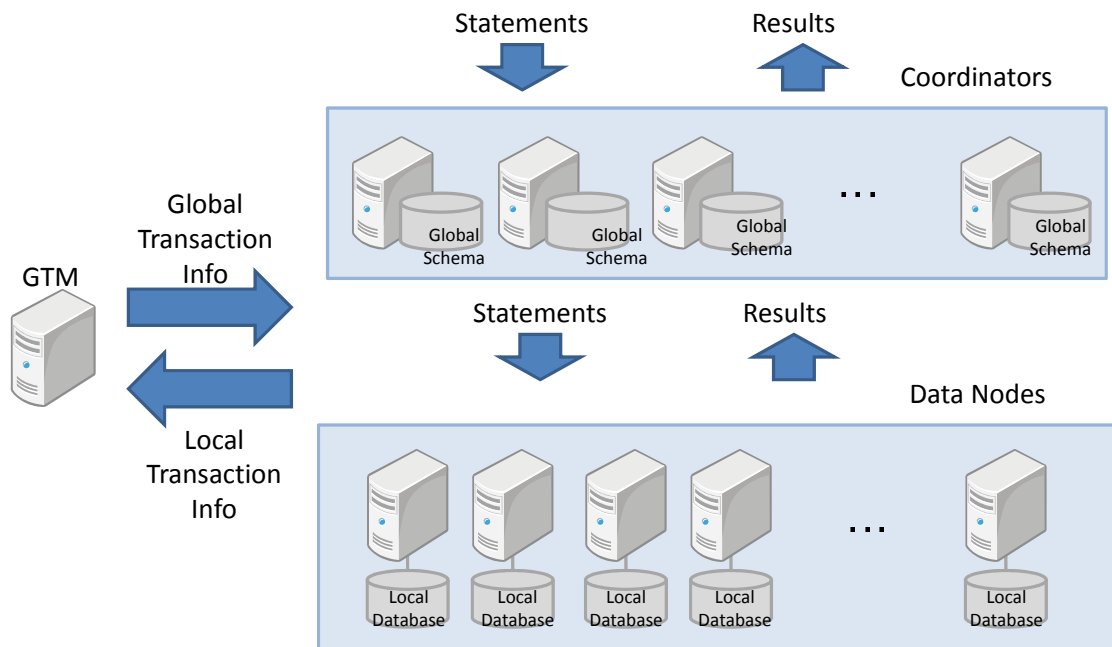 Statements
Results
Coordinators
Global
Schema
Global
Schema
Global
Schema
...
Global
Schema
Global
Transaction
Info
GTM
Local
Transaction
Info
Statements
Results
Data Nodes
...
Local
Database
Local
Database
Local
Database
Local
Database
Local
Database